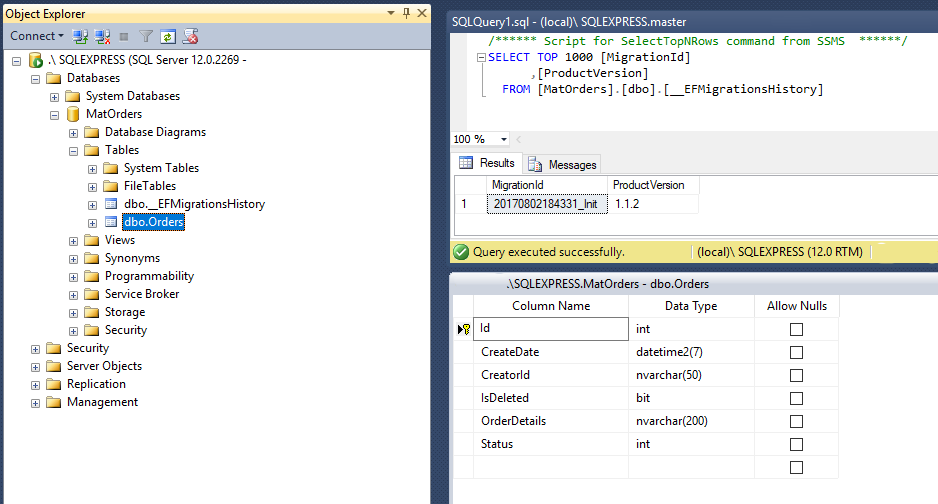 Object Explorer
Connect
.\ SQLEXPRESS (SQL Server 12.0.2269 -
Databases
System Databases
MatOrders
Database Diagrams
Tables
System Tables
FileTables
dbo.__EFMigrationsHistory
dbo.Orders
Views
Synonyms
Programmability
Service Broker
Storage
Security
Security
Server Objects
Replication
Management
SQLQuery1.sql - (local)\ SQLEXPRESS.master
/****** Script for SelectTopNRows command from SSMS ******/
SELECT TOP 1000 [MigrationId]
,[ProductVersion]
FROM [MatOrders].[dbo].[__EFMigrationsHistory]
100 %
Results Messages
MigrationId ProductVersion
1 20170802184331_Init 1.1.2
Query executed successfully. (local)\ SQLEXPRESS (12.0 RTM)
.\SQLEXPRESS.MatOrders - dbo.Orders
Column Name Data Type Allow Nulls
Id int
CreateDate datetime2(7)
CreatorId nvarchar(50)
IsDeleted bit
OrderDetails nvarchar(200)
Status int